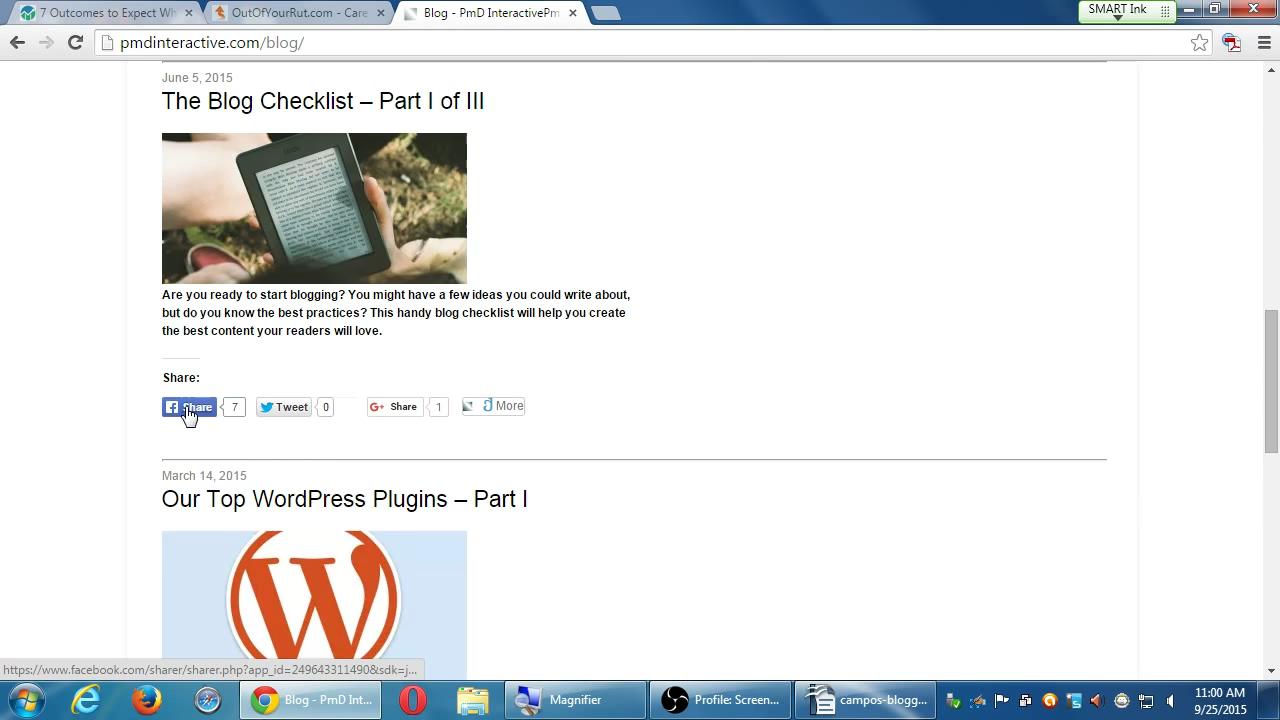 7 Outcomes to Expect Wh
OutOfYourRut.com - Care
Blog - PmD InteractivePm
SMART Ink
pmdinteractive.com/blog/
June 5, 2015
The Blog Checklist – Part I of III
Are you ready to start blogging? You might have a few ideas you could write about,
but do you know the best practices? This handy blog checklist will help you create
the best content your readers will love.
Share:
Share 7 Tweet 0 Share 1 More
March 14, 2015
Our Top WordPress Plugins – Part I
W
https://www.facebook.com/sharer/sharer.php?app_id=249643311490&sdk=j...
Blog - PmD Int... Magnifier Profile: Screen... campos-blogg...
11:00 AM
9/25/2015